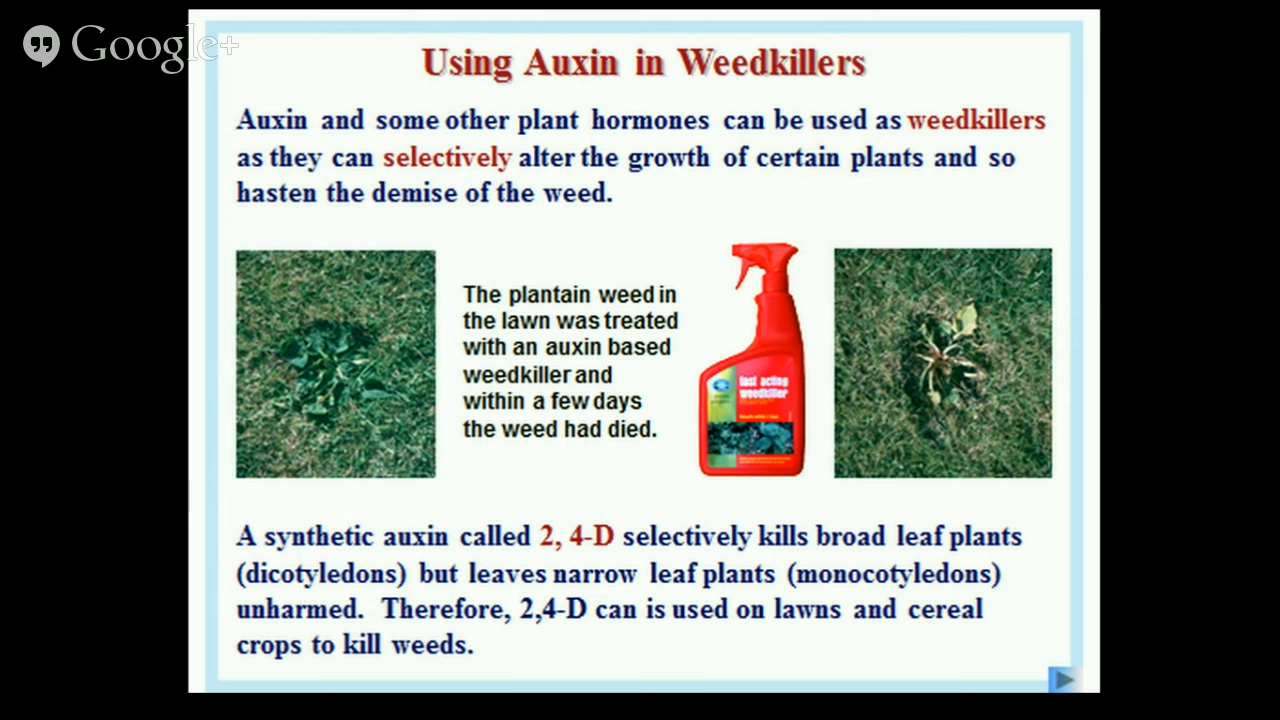 Google+
Using Auxin in Weedkillers
Auxin and some other plant hormones can be used as weedkillers
as they can selectively alter the growth of certain plants and so
hasten the demise of the weed.
The plantain weed in
the lawn was treated
with an auxin based
weedkiller and
within a few days
the weed had died.
fast acting
weedkiller
A synthetic auxin called 2, 4-D selectively kills broad leaf plants
(dicotyledons) but leaves narrow leaf plants (monocotyledons)
unharmed. Therefore, 2,4-D can is used on lawns and cereal
crops to kill weeds.